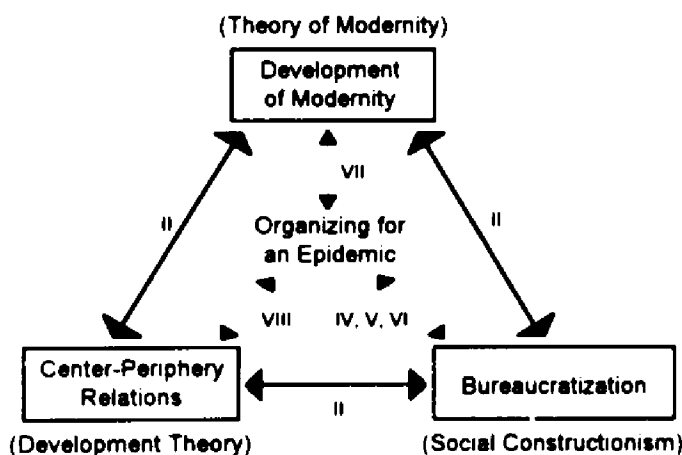 (Theory of Modernity)
Development
of Modernity
VII
II
II
Organizing for
an Epidemic
VIII
IV, V, VI
Center-Periphery
Relations
Bureaucratization
II
(Development Theory)
(Social Constructionism)